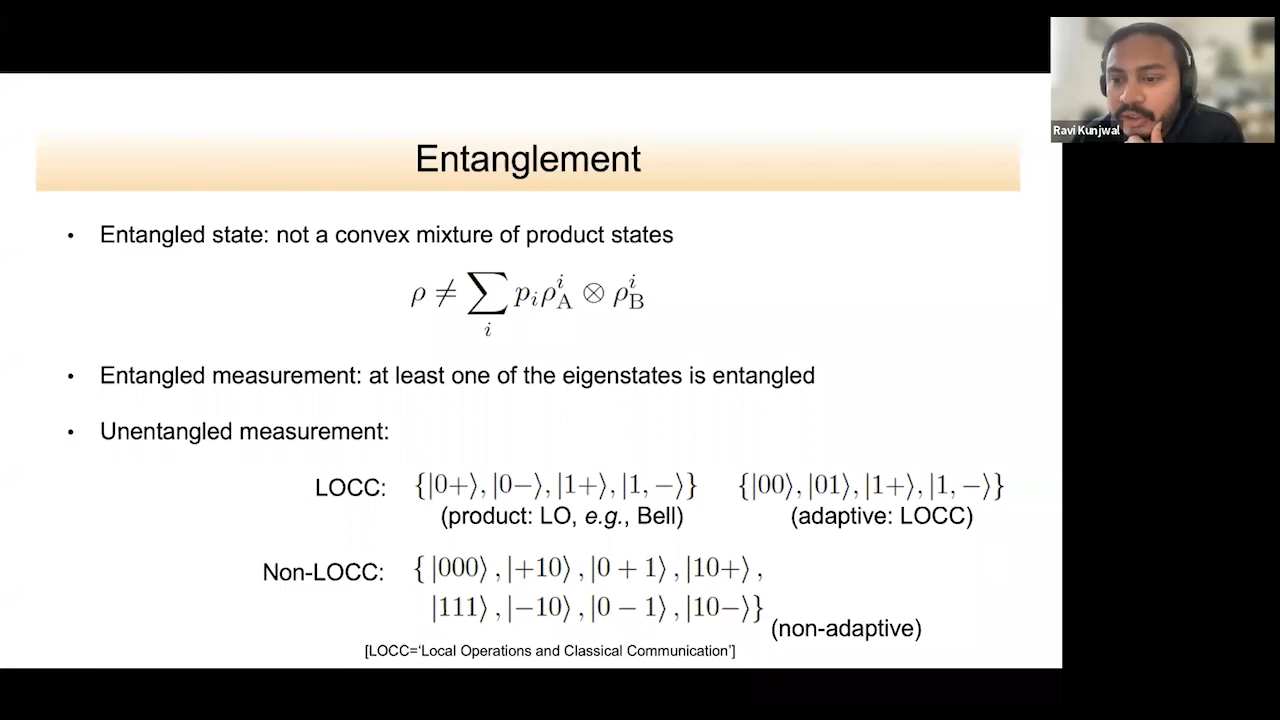 Ravi Kunjwal
Entanglement
• Entangled state: not a convex mixture of product states
ρ ≠ ∑_i p_i ρ_A^i ⊗ ρ_B^i
• Entangled measurement: at least one of the eigenstates is entangled
• Unentangled measurement:
LOCC: {|0+⟩, |0−⟩, |1+⟩, |1, −⟩} {|00⟩, |01⟩, |1+⟩, |1, −⟩}
(product: LO, e.g., Bell) (adaptive: LOCC)
Non-LOCC: { |000⟩ , |+10⟩ , |0 + 1⟩ , |10+⟩ ,
|111⟩ , |−10⟩ , |0 − 1⟩ , |10−⟩}
(non-adaptive)
[LOCC=‘Local Operations and Classical Communication’]